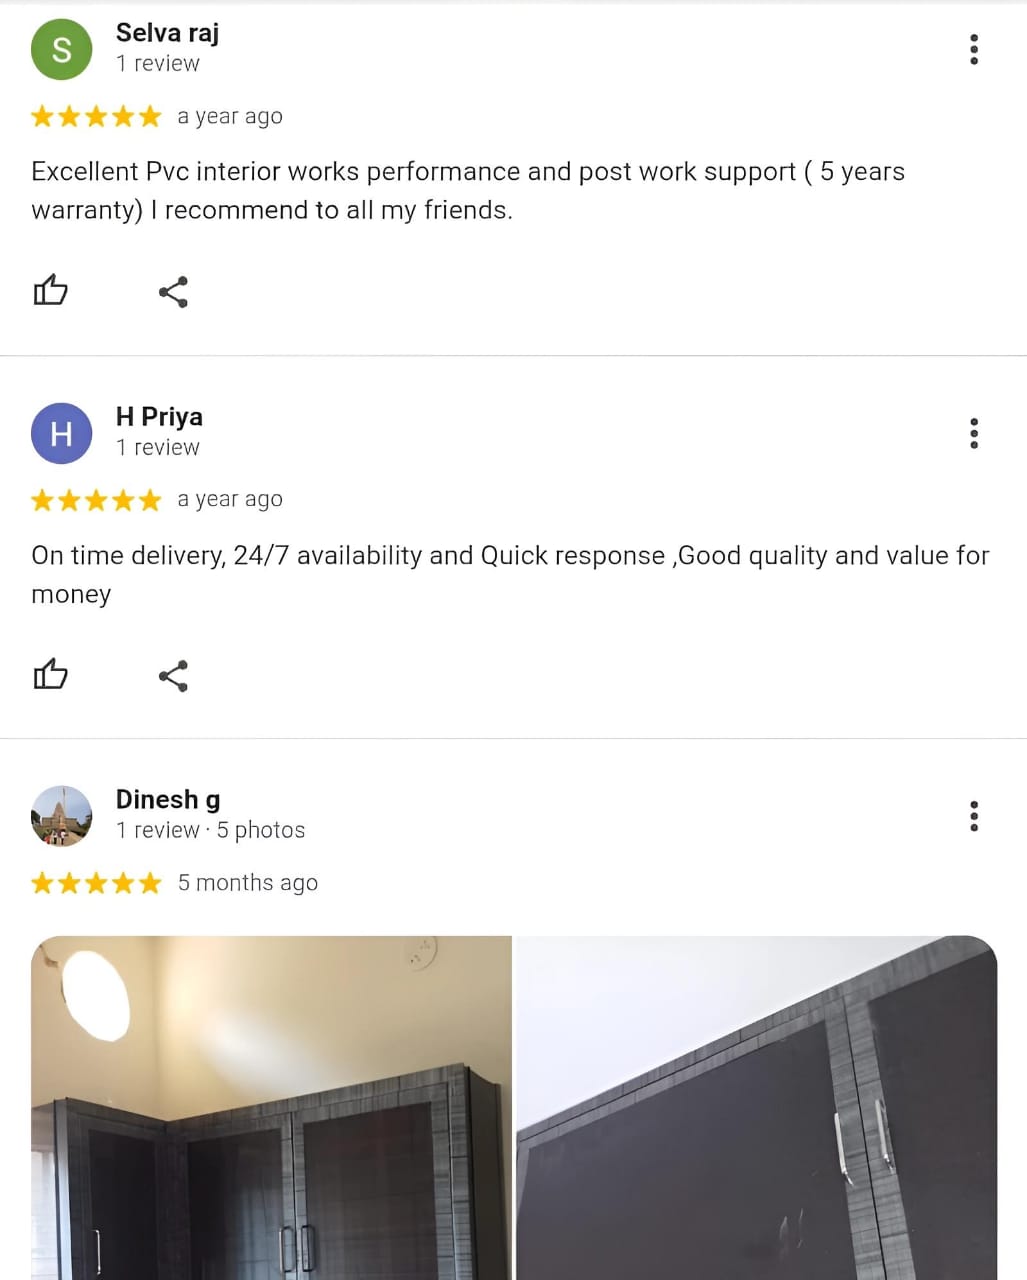 S
Selva raj
1 review
a year ago
Excellent Pvc interior works performance and post work support ( 5 years
warranty) I recommend to all my friends.
H
H Priya
1 review
a year ago
On time delivery, 24/7 availability and Quick response ,Good quality and value for
money
Dinesh g
1 review · 5 photos
5 months ago